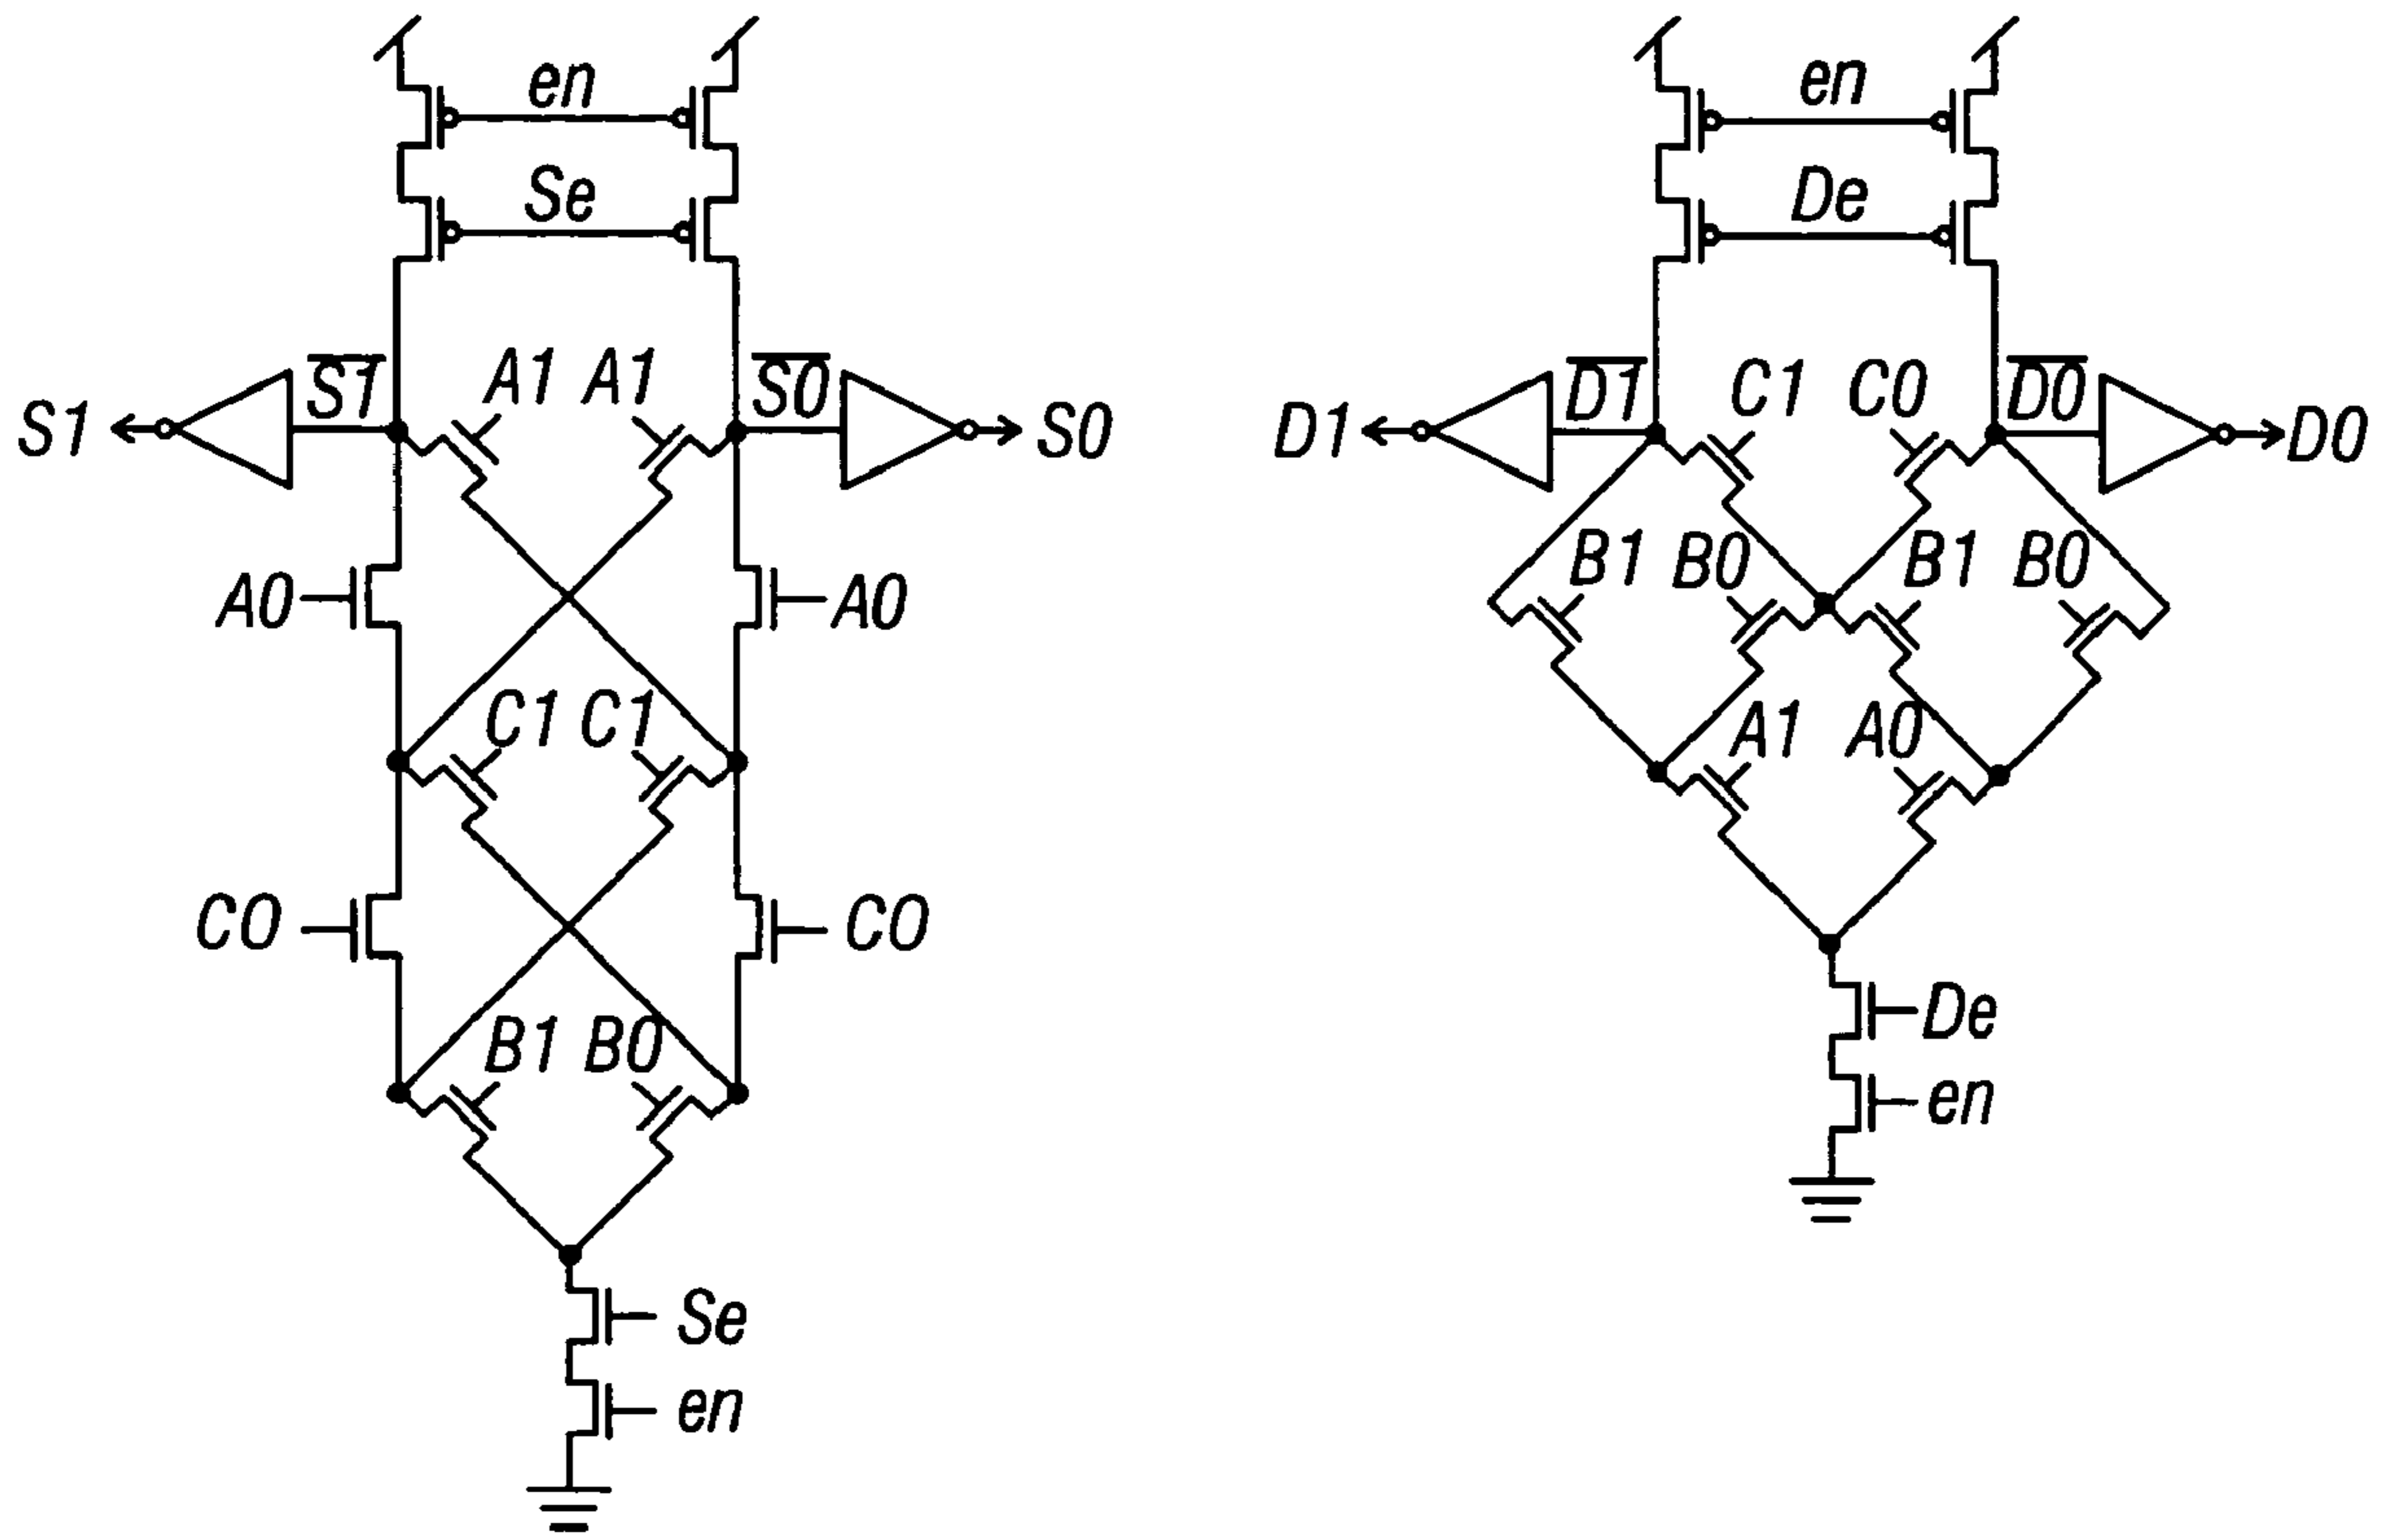 en en
Se De
A1 A1 C1 C0
S1 S1 S0 S0 D1 D1 D0 D0
B1 B0 B1 B0
A0 A0
C1 C1 A1 A0
C0 C0
B1 B0 De
en
Se
en